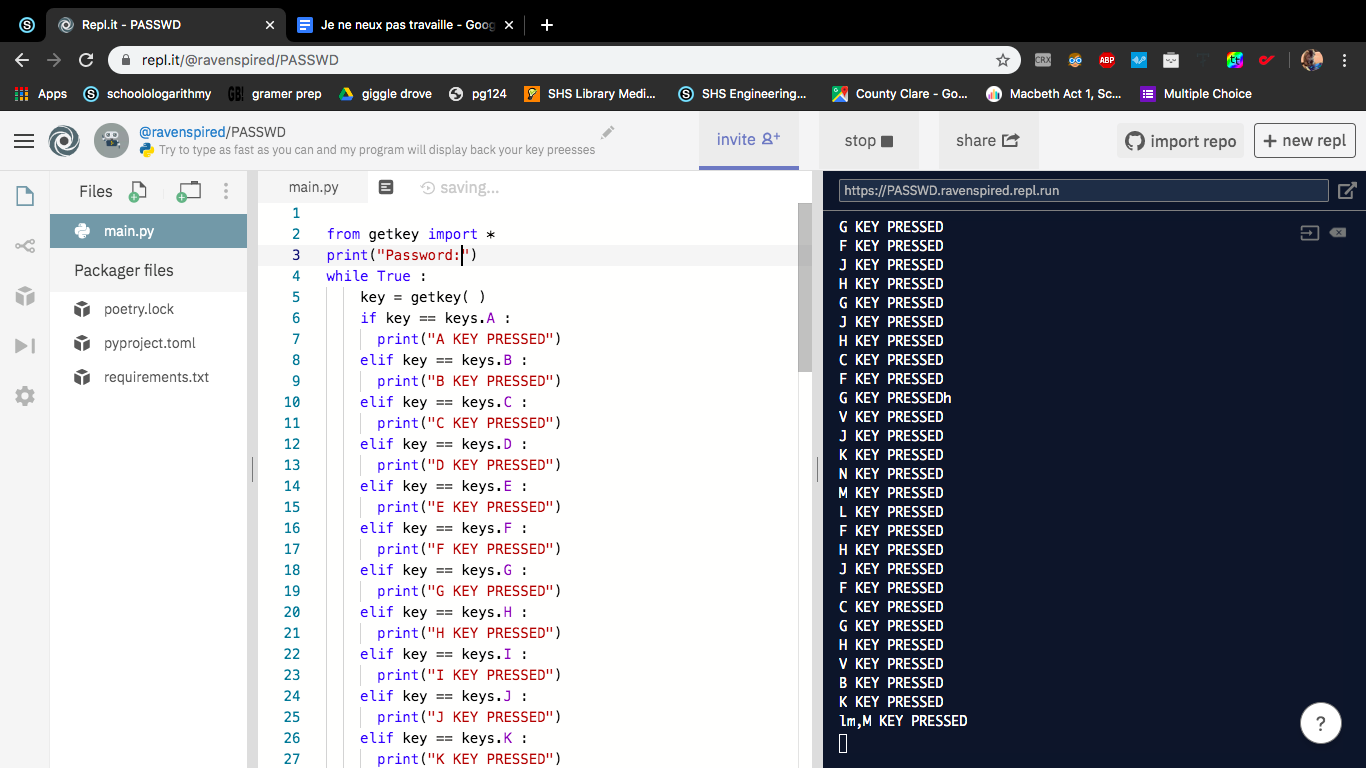 Repl.it - PASSWD
Je ne neux pas travaille - Goog
repl.it/@ravenspired/PASSWD
CRX
ABP
Apps
schoolologarithmy
GB!
gramer prep
giggle drove
pg124
SHS Library Medi...
SHS Engineering...
County Clare - Go...
Macbeth Act 1, Sc...
Multiple Choice
@ravenspired/PASSWD
Try to type as fast as you can and my program will display back your key preesses
invite
stop
share
import repo
+ new repl
Files
main.py
Packager files
poetry.lock
pyproject.toml
requirements.txt
main.py
saving...
1
2 from getkey import *
3 print("Password:")
4 while True :
5 key = getkey( )
6 if key == keys.A :
7 print("A KEY PRESSED")
8 elif key == keys.B :
9 print("B KEY PRESSED")
10 elif key == keys.C :
11 print("C KEY PRESSED")
12 elif key == keys.D :
13 print("D KEY PRESSED")
14 elif key == keys.E :
15 print("E KEY PRESSED")
16 elif key == keys.F :
17 print("F KEY PRESSED")
18 elif key == keys.G :
19 print("G KEY PRESSED")
20 elif key == keys.H :
21 print("H KEY PRESSED")
22 elif key == keys.I :
23 print("I KEY PRESSED")
24 elif key == keys.J :
25 print("J KEY PRESSED")
26 elif key == keys.K :
27 print("K KEY PRESSED")
https://PASSWD.ravenspired.repl.run
G KEY PRESSED
F KEY PRESSED
J KEY PRESSED
H KEY PRESSED
G KEY PRESSED
J KEY PRESSED
H KEY PRESSED
C KEY PRESSED
F KEY PRESSED
G KEY PRESSEDh
V KEY PRESSED
J KEY PRESSED
K KEY PRESSED
N KEY PRESSED
M KEY PRESSED
L KEY PRESSED
F KEY PRESSED
H KEY PRESSED
J KEY PRESSED
F KEY PRESSED
C KEY PRESSED
G KEY PRESSED
H KEY PRESSED
V KEY PRESSED
B KEY PRESSED
K KEY PRESSED
lm,M KEY PRESSED
?